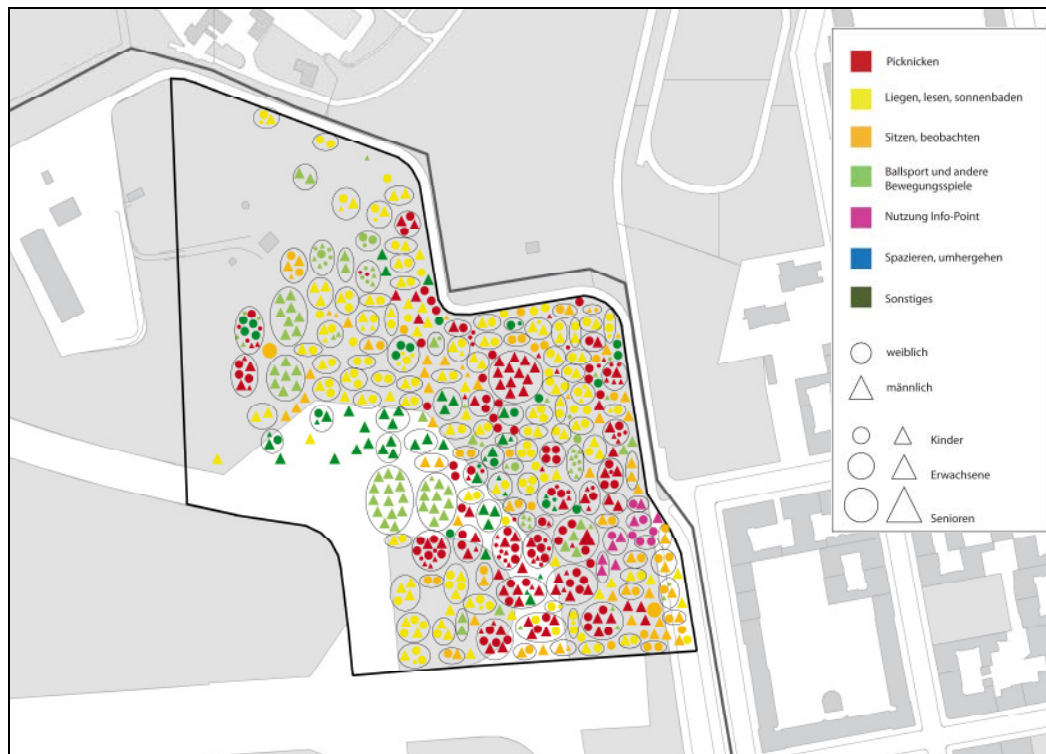 Picknicken
Liegen, lesen, sonnenbaden
Sitzen, beobachten
Ballsport und andere
Bewegungsspiele
Nutzung Info-Point
Spazieren, umhergehen
Sonstiges
weiblich
männlich
Kinder
Erwachsene
Senioren